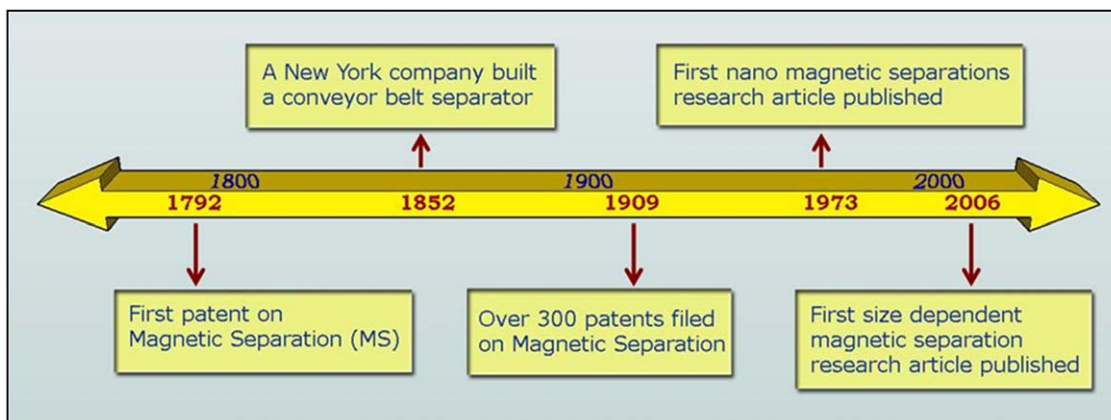 A New York company built
a conveyor belt separator
First nano magnetic separations
research article published
1800
1900
2000
1792
1852
1909
1973
2006
First patent on
Magnetic Separation (MS)
Over 300 patents filed
on Magnetic Separation
First size dependent
magnetic separation
research article published